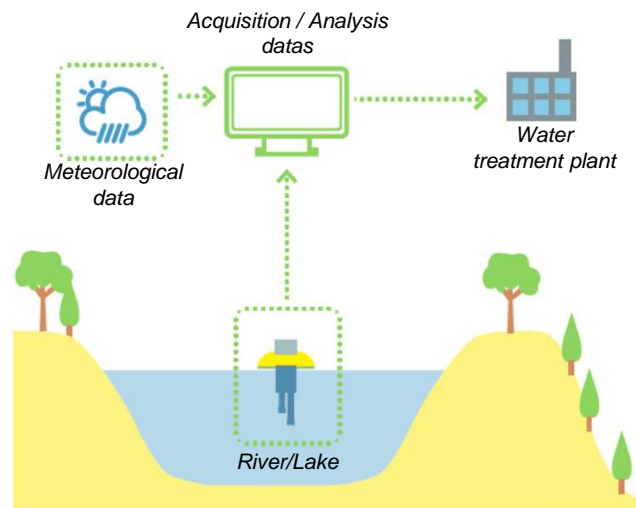 Acquisition / Analysis
datas
Meteorological
data
Water
treatment plant
River/Lake